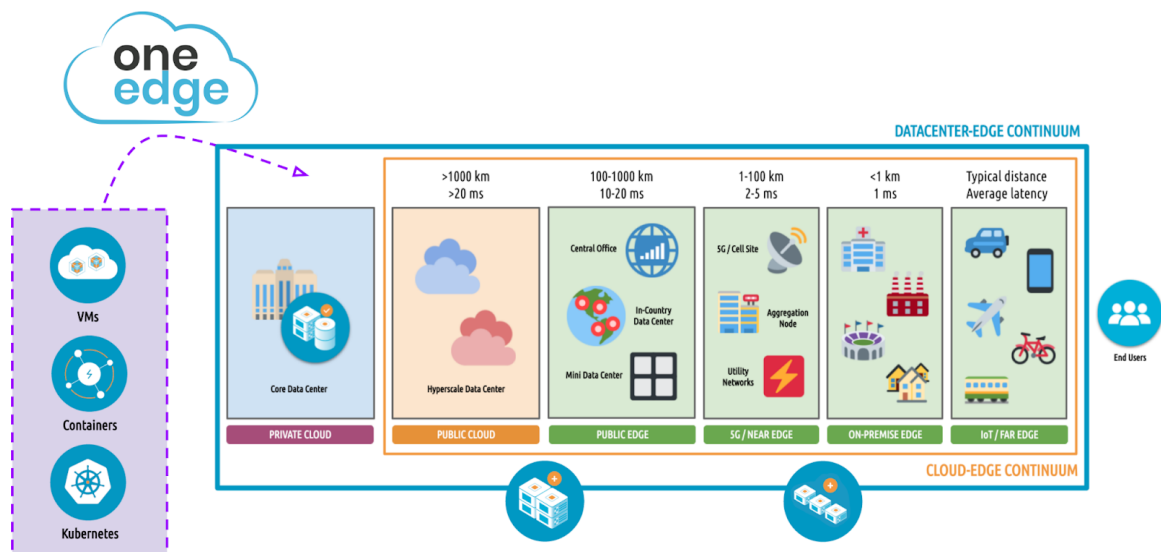 one
edge
DATACENTER-EDGE CONTINUUM
>1000 km
>20 ms
100-1000 km
10-20 ms
1-100 km
2-5 ms
<1 km
1 ms
Typical distance
Average latency
VMs
Containers
Kubernetes
Core Data Center
PRIVATE CLOUD
Hyperscale Data Center
PUBLIC CLOUD
Central Office
In-Country
Data Center
Mini Data Center
PUBLIC EDGE
5G / Cell Site
Aggregation
Node
Utility
Networks
5G / NEAR EDGE
ON-PREMISE EDGE
IoT / FAR EDGE
End Users
CLOUD-EDGE CONTINUUM